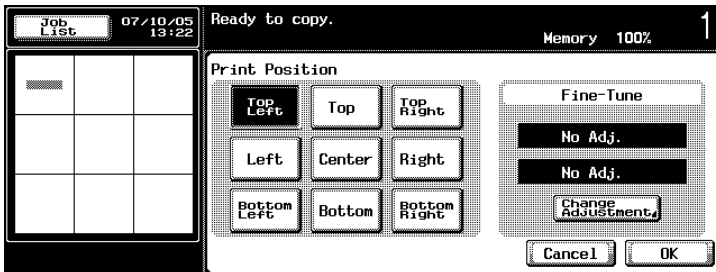 Job
List
07/10/05
13:22
Ready to copy.
Memory 100%
1
Print Position
Top
Left
Top
Top
Right
Left
Center
Right
Bottom
Left
Bottom
Bottom
Right
Fine-Tune
No Adj.
No Adj.
Change
Adjustment
Cancel
OK